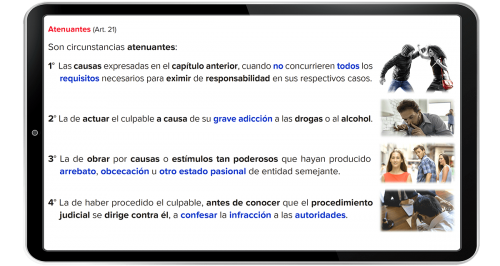 Atenuantes (Art. 21)
Son circunstancias atenuantes:
1° Las causas expresadas en el capítulo anterior, cuando no concurrieren todos los
requisitos necesarios para eximir de responsabilidad en sus respectivos casos.
2° La de actuar el culpable a causa de su grave adicción a las drogas o al alcohol.
3° La de obrar por causas o estímulos tan poderosos que hayan producido
arrebato, obcecación u otro estado pasional de entidad semejante.
4° La de haber procedido el culpable, antes de conocer que el procedimiento
judicial se dirige contra él, a confesar la infracción a las autoridades.